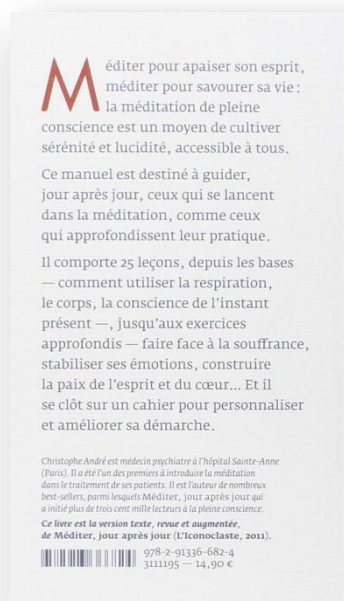 Méditer pour apaiser son esprit,
méditer pour savourer sa vie :
la méditation de pleine
conscience est un moyen de cultiver
sérénité et lucidité, accessible à tous.
Ce manuel est destiné à guider,
jour après jour, ceux qui se lancent
dans la méditation, comme ceux
qui approfondissent leur pratique.
Il comporte 25 leçons, depuis les bases
— comment utiliser la respiration,
le corps, la conscience de l'instant
présent —, jusqu'aux exercices
approfondis — faire face à la souffrance,
stabiliser ses émotions, construire
la paix de l'esprit et du cœur... Et il
se clôt sur un cahier pour personnaliser
et améliorer sa démarche.
Christophe André est médecin psychiatre à l'hôpital Sainte-Anne
(Paris). Il a été l'un des premiers à introduire la méditation
dans le traitement de ses patients. Il est l'auteur de nombreux
best-sellers, parmi lesquels Méditer, jour après jour qui
a initié plus de trois cent mille lecteurs à la pleine conscience.
Ce livre est la version texte, revue et augmentée,
de Méditer, jour après jour (L'Iconoclaste, 2011).
978-2-91336-682-4
3111195 — 14,90 €